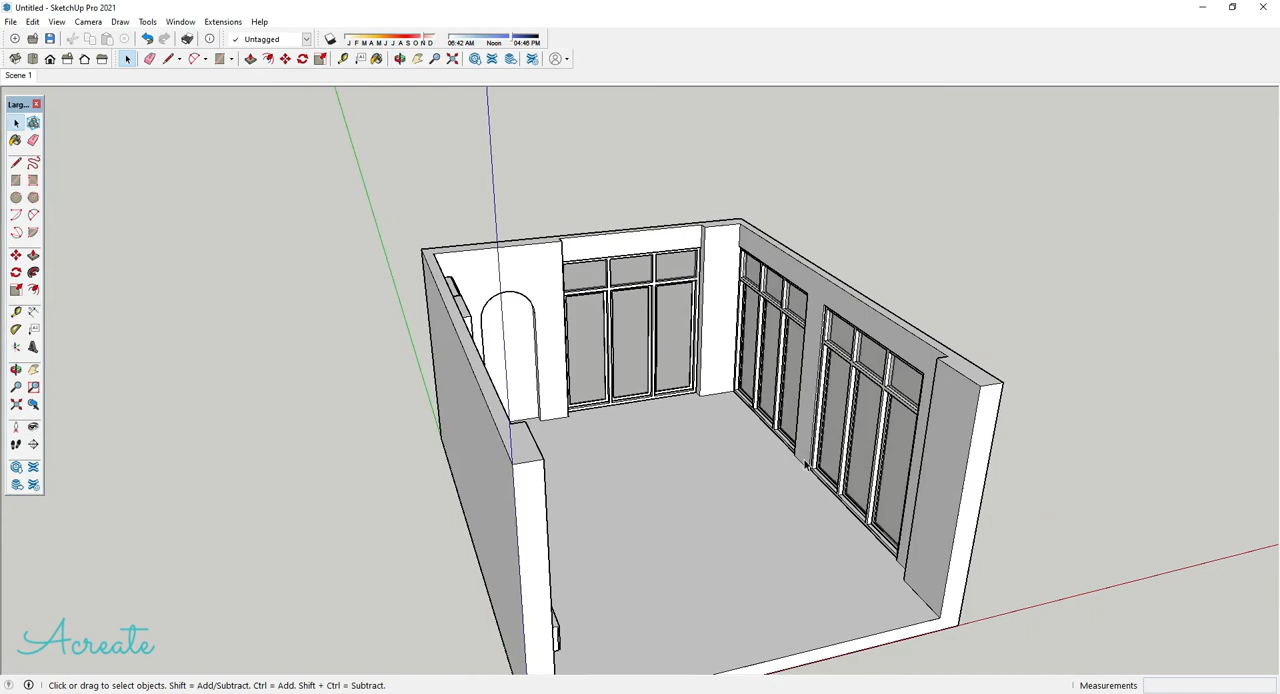 Untitled - SketchUp Pro 2021
File Edit View Camera Draw Tools Window Extensions Help
Untagged
J F M A M J J A S O N D
06:42 AM Noon 04:46 PM
Scene 1
Larg...
Acreate
Click or drag to select objects. Shift = Add/Subtract. Ctrl = Add. Shift + Ctrl = Subtract.
Measurements